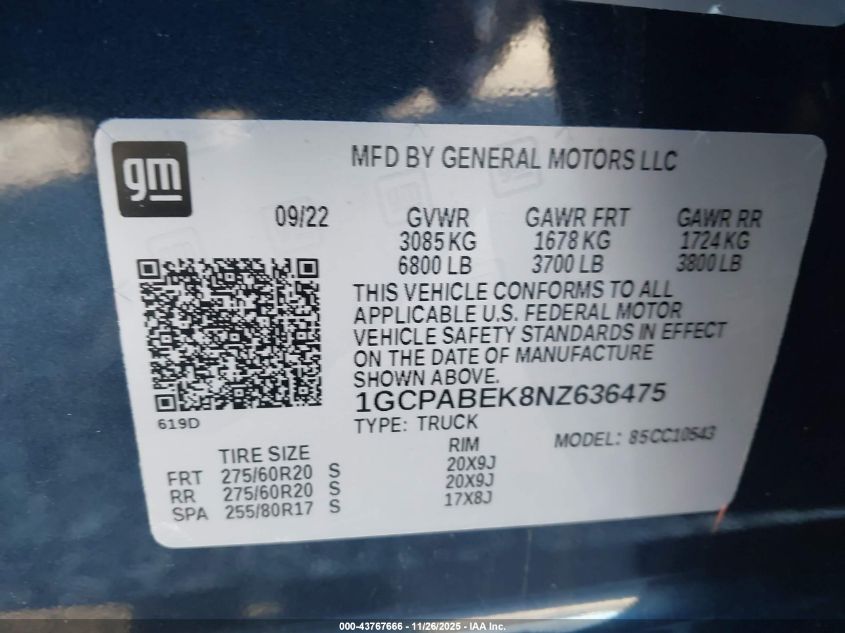 gm
MFD BY GENERAL MOTORS LLC
09/22 GVWR GAWR FRT GAWR RR
3085 KG 1678 KG 1724 KG
6800 LB 3700 LB 3800 LB
THIS VEHICLE CONFORMS TO ALL
APPLICABLE U.S. FEDERAL MOTOR
VEHICLE SAFETY STANDARDS IN EFFECT
ON THE DATE OF MANUFACTURE
SHOWN ABOVE.
1GCPABEK8NZ636475
619D
TYPE: TRUCK MODEL: 85CC10543
TIRE SIZE RIM
FRT 275/60R20 S 20X9J
RR 275/60R20 S 20X9J
SPA 255/80R17 S 17X8J
000-43767666 - 11/26/2025 - IAA Inc.